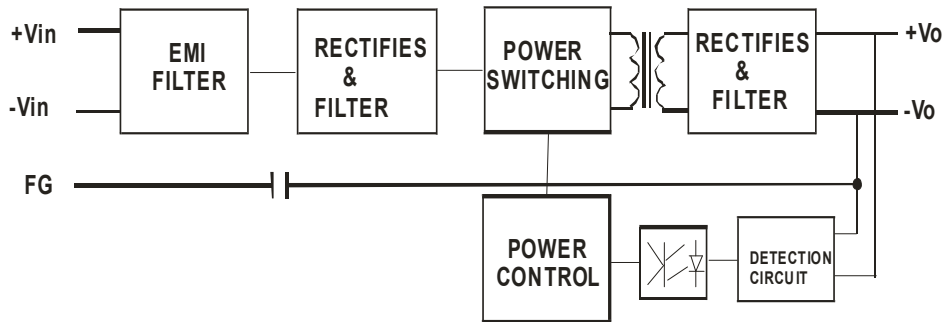 +Vin
-Vin
EMI
FILTER
RECTIFIES
&
FILTER
POWER
SWITCHING
RECTIFIES
&
FILTER
+Vo
-Vo
FG
POWER
CONTROL
DETECTION
CIRCUIT